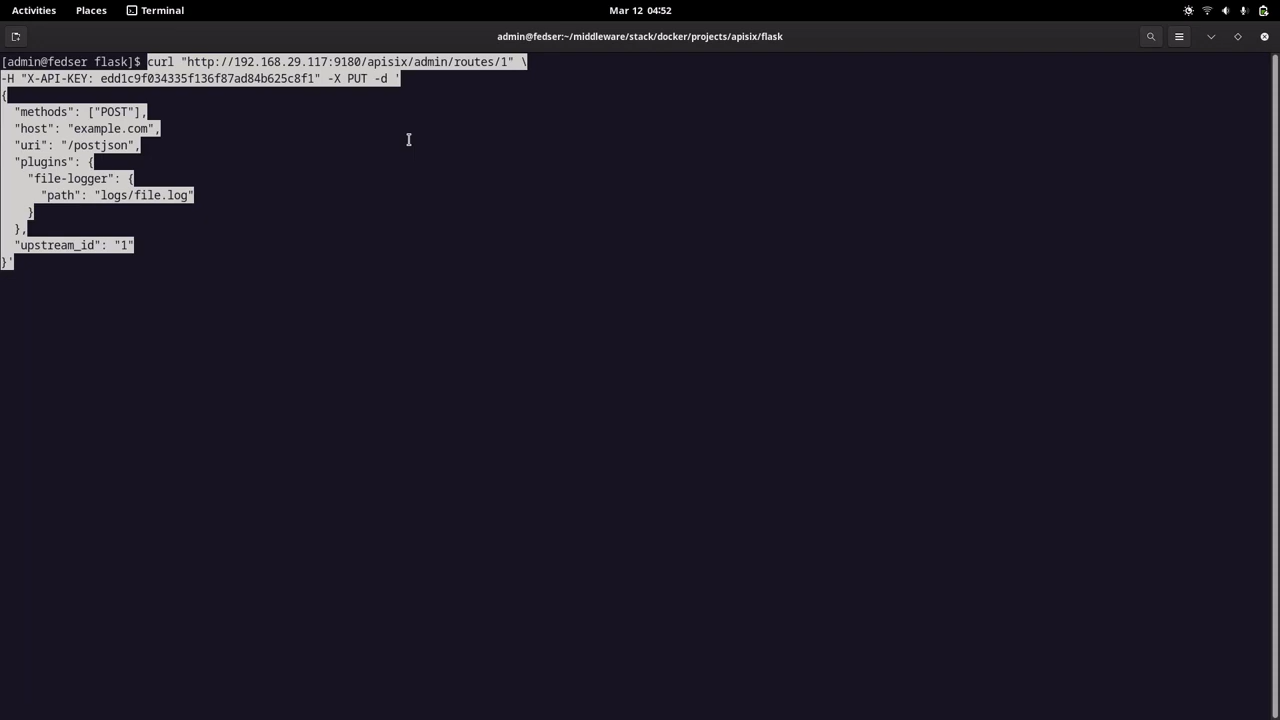 Activities Places Terminal Mar 12 04:52
admin@fedser:~/middleware/stack/docker/projects/apisix/flask
[admin@fedser flask]$ curl "http://192.168.29.117:9180/apisix/admin/routes/1" \
-H "X-API-KEY: edd1c9f034335f136f87ad84b625c8f1" -X PUT -d '
{
  "methods": ["POST"],
  "host": "example.com",
  "uri": "/postjson",
  "plugins": {
    "file-logger": {
      "path": "logs/file.log"
    }
  },
  "upstream_id": "1"
}'